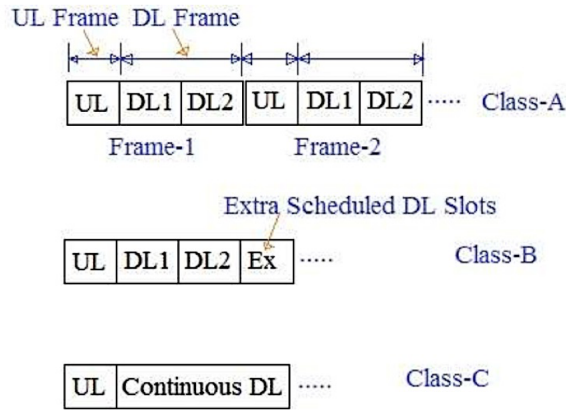 UL Frame DL Frame
UL DL1 DL2 UL DL1 DL2 ..... Class-A
Frame-1 Frame-2
Extra Scheduled DL Slots
UL DL1 DL2 Ex ..... Class-B
UL Continuous DL ..... Class-C